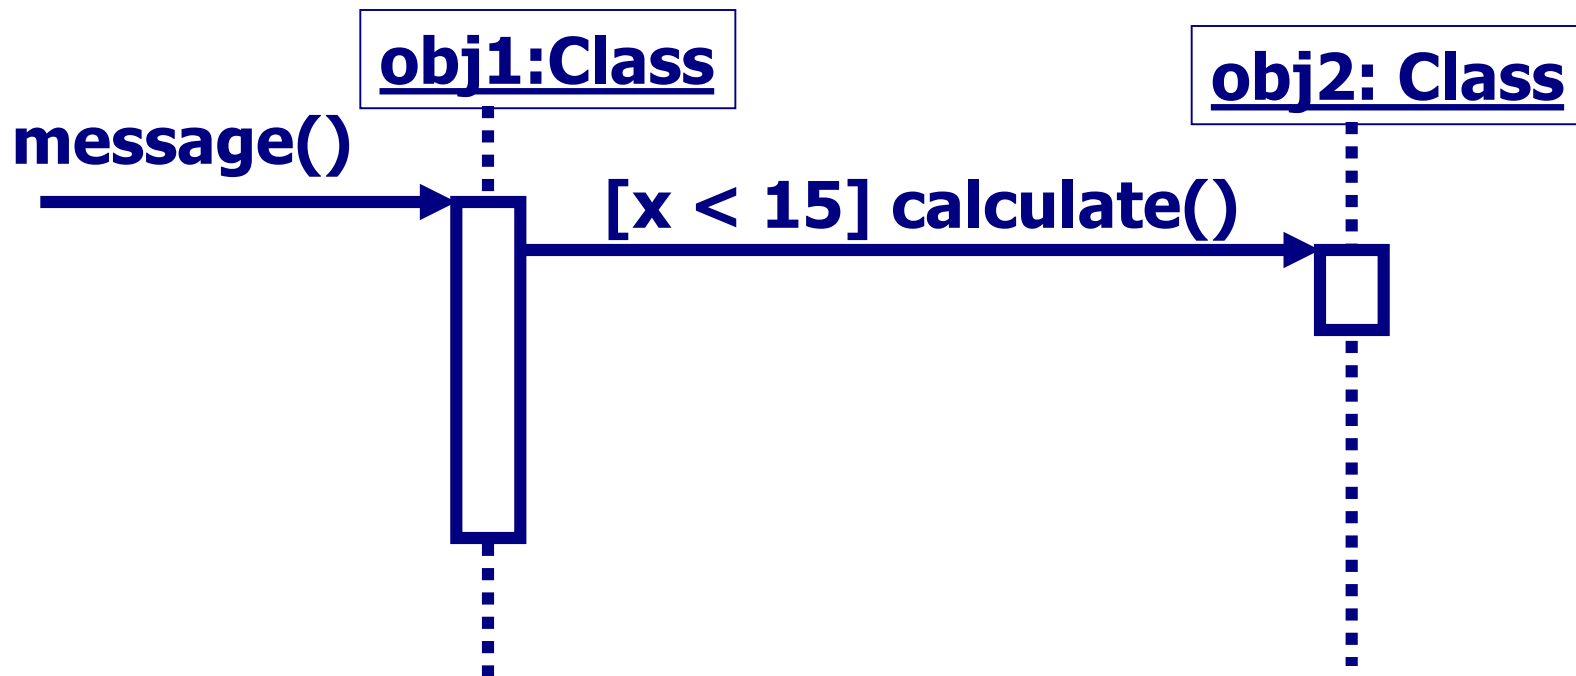 obj1:Class
obj2: Class
message()
[x < 15] calculate()